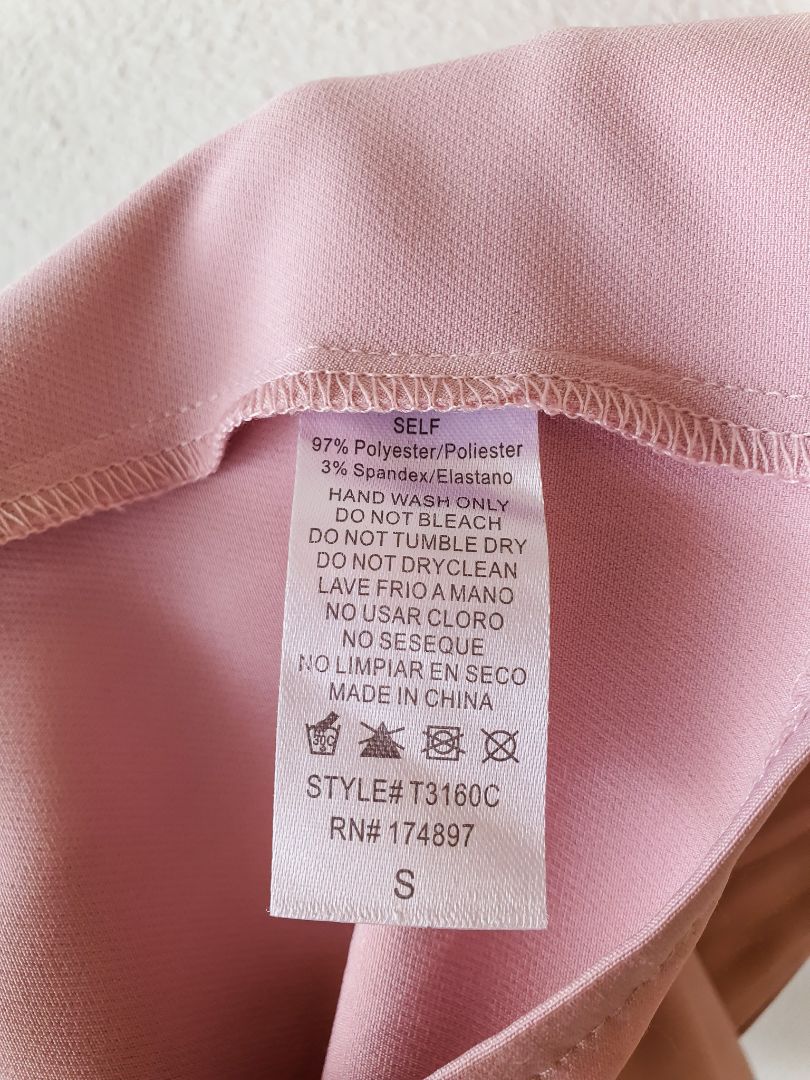 SELF
97% Polyester/Poliester
3% Spandex/Elastano
HAND WASH ONLY
DO NOT BLEACH
DO NOT TUMBLE DRY
DO NOT DRYCLEAN
LAVE FRIO A MANO
NO USAR CLORO
NO SESEQUE
NO LIMPIAR EN SECO
MADE IN CHINA
30C
STYLE# T3160C
RN# 174897
S